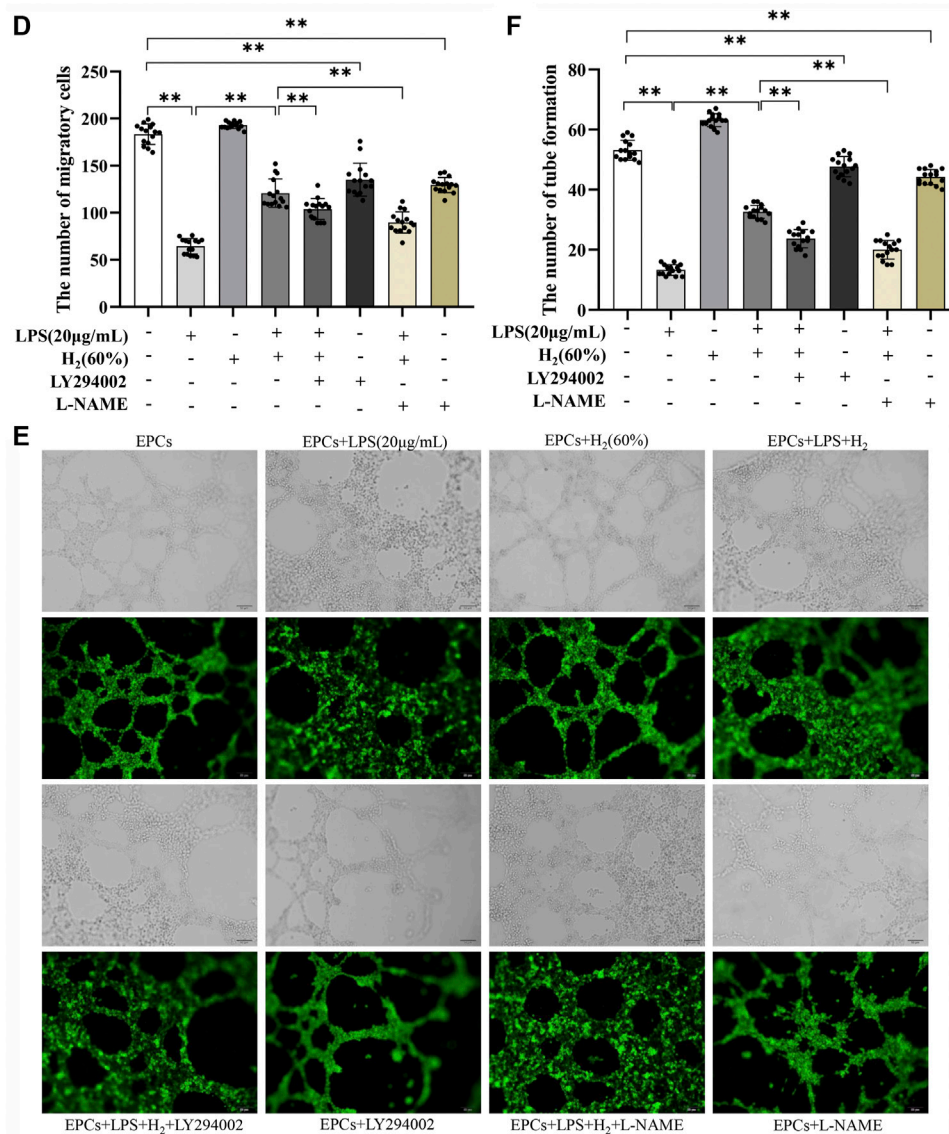 D
The number of migratory cells
250
200
150
100
50
0
**
**
**
** ** **
LPS(20μg/mL) - + - + + - + -
H₂(60%) - - + + + - + -
LY294002 - - - - + + - -
L-NAME - - - - - - + +
F
The number of tube formation
80
60
40
20
0
**
**
**
** ** **
LPS(20μg/mL) - + - + + - + -
H₂(60%) - - + + + - + -
LY294002 - - - - + + - -
L-NAME - - - - - - + +
E
EPCs EPCs+LPS(20μg/mL) EPCs+H₂(60%) EPCs+LPS+H₂
EPCs+LPS+H₂+LY294002 EPCs+LY294002 EPCs+LPS+H₂+L-NAME EPCs+L-NAME